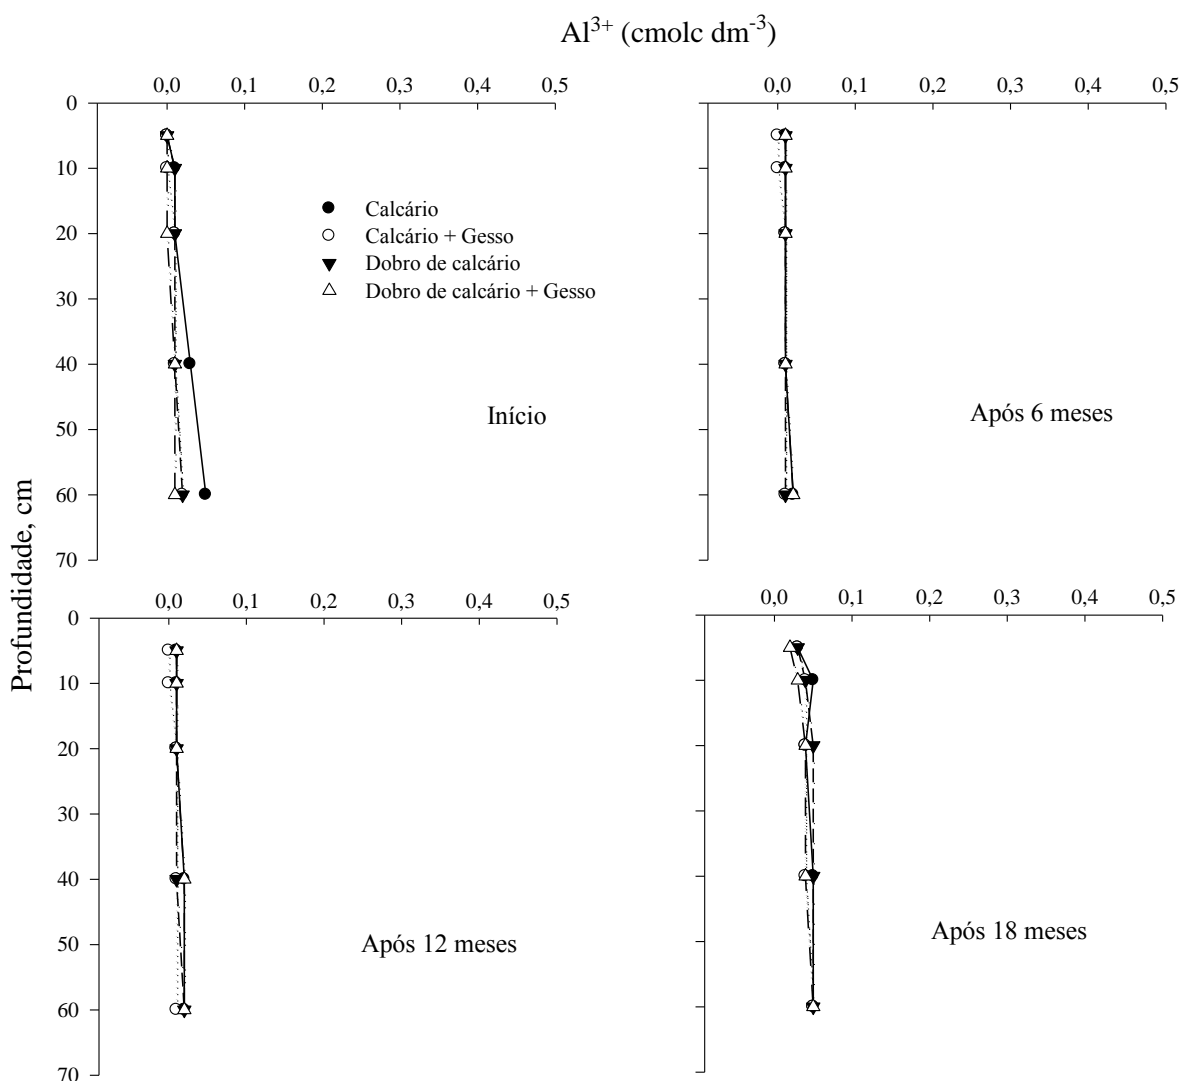 Al³⁺ (cmolc dm⁻³)
0,0 0,1 0,2 0,3 0,4 0,5
0
10
20
30
40
50
60
70
Calcário
Calcário + Gesso
Dobro de calcário
Dobro de calcário + Gesso
Início
0,0 0,1 0,2 0,3 0,4 0,5
Após 6 meses
Profundidade, cm
0,0 0,1 0,2 0,3 0,4 0,5
0
10
20
30
40
50
60
70
Após 12 meses
0,0 0,1 0,2 0,3 0,4 0,5
Após 18 meses